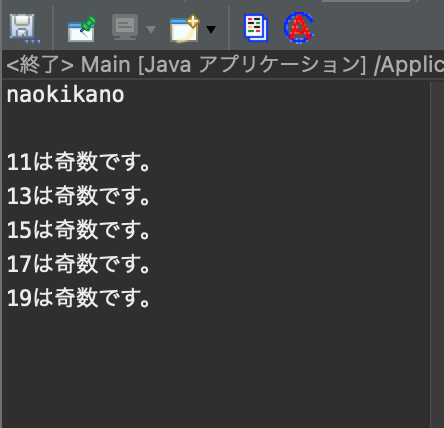 <終了> Main [Java アプリケーション] /Applic
naokikano
11は奇数です。
13は奇数です。
15は奇数です。
17は奇数です。
19は奇数です。